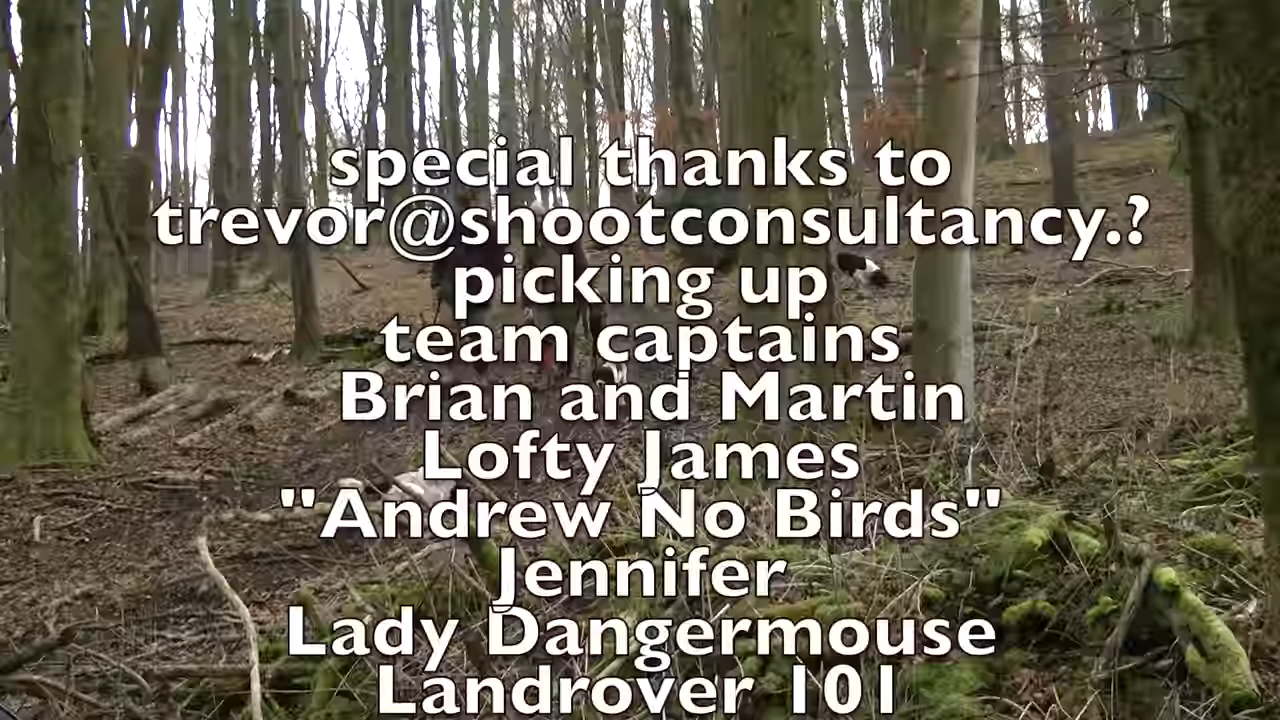 special thanks to
trevor@shootconsultancy.?
picking up
team captains
Brian and Martin
Lofty James
"Andrew No Birds"
Jennifer
Lady Dangermouse
Landrover 101